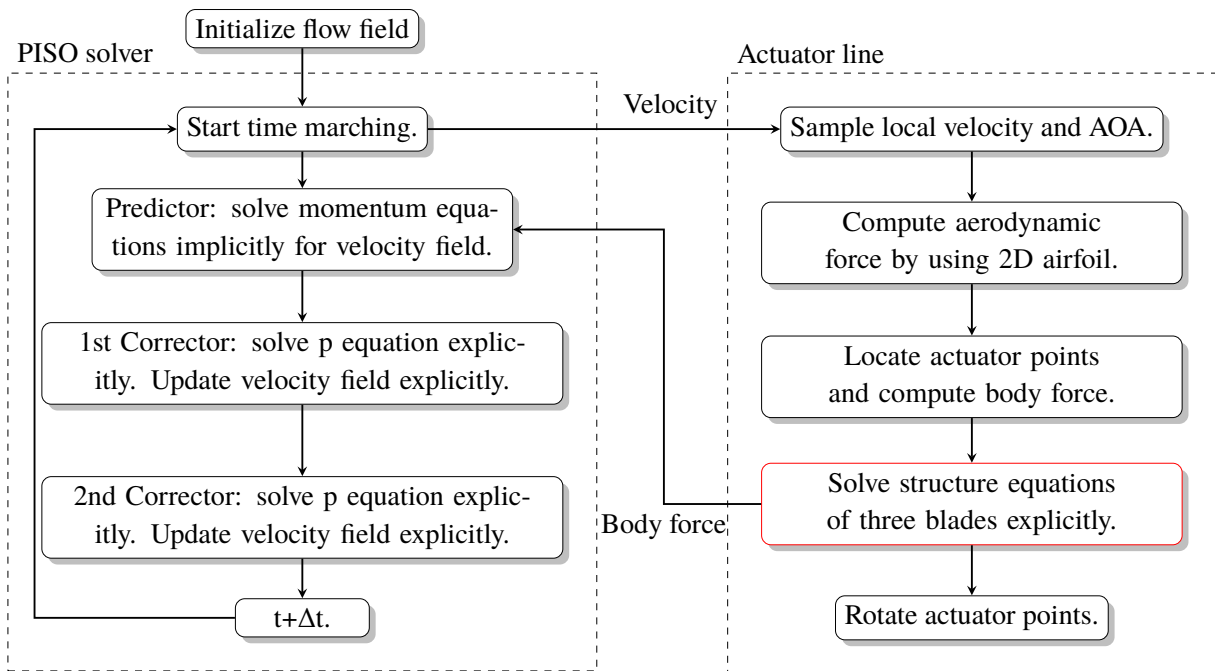 Initialize flow field
PISO solver
Start time marching.
Predictor: solve momentum equa-
tions implicitly for velocity field.
1st Corrector: solve p equation explic-
itly. Update velocity field explicitly.
2nd Corrector: solve p equation explic-
itly. Update velocity field explicitly.
t+Δt.
Velocity
Body force
Actuator line
Sample local velocity and AOA.
Compute aerodynamic
force by using 2D airfoil.
Locate actuator points
and compute body force.
Solve structure equations
of three blades explicitly.
Rotate actuator points.